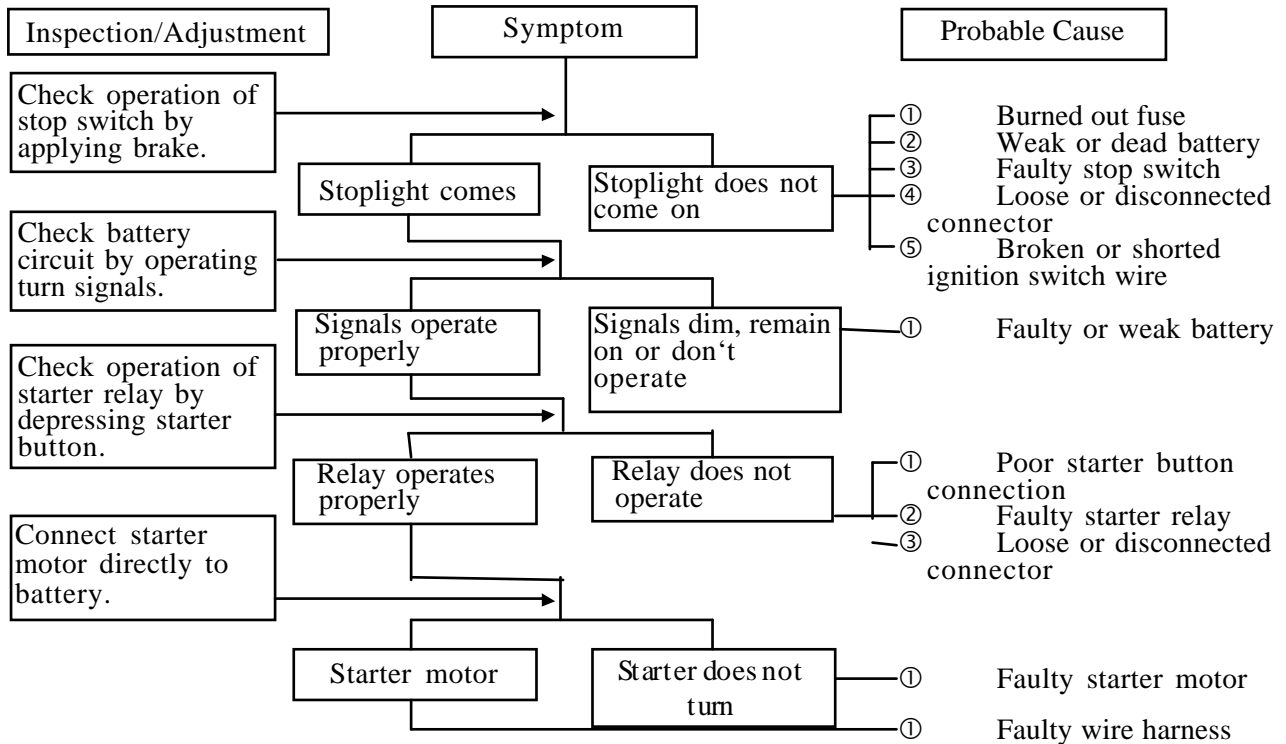 Inspection/Adjustment
Symptom
Probable Cause
Check operation of
stop switch by
applying brake.
Stoplight comes
Stoplight does not
come on
① Burned out fuse
② Weak or dead battery
③ Faulty stop switch
④ Loose or disconnected
connector
⑤ Broken or shorted
ignition switch wire
Check battery
circuit by operating
turn signals.
Signals operate
properly
Signals dim, remain
on or don‘t
operate
① Faulty or weak battery
Check operation of
starter relay by
depressing starter
button.
Relay operates
properly
Relay does not
operate
① Poor starter button
connection
② Faulty starter relay
③ Loose or disconnected
connector
Connect starter
motor directly to
battery.
Starter motor
Starter does not
turn
① Faulty starter motor
① Faulty wire harness